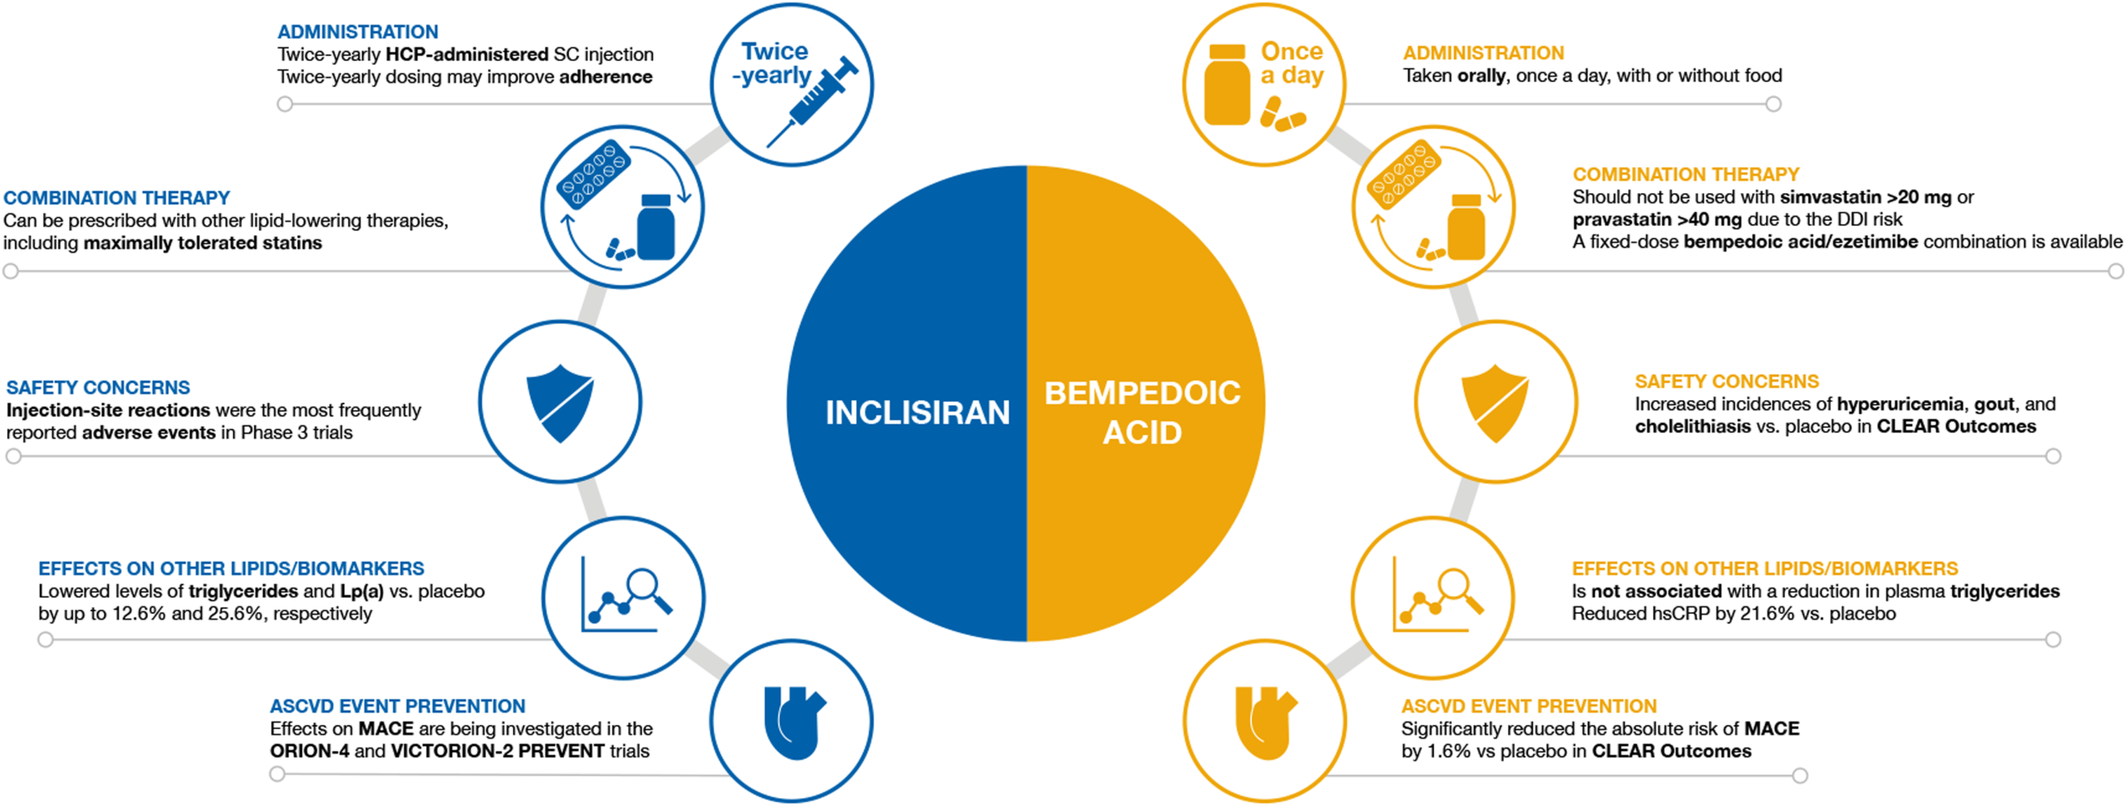 ADMINISTRATION
Twice-yearly HCP-administered SC injection
Twice-yearly dosing may improve adherence
Twice
-yearly
COMBINATION THERAPY
Can be prescribed with other lipid-lowering therapies,
including maximally tolerated statins
SAFETY CONCERNS
Injection-site reactions were the most frequently
reported adverse events in Phase 3 trials
EFFECTS ON OTHER LIPIDS/BIOMARKERS
Lowered levels of triglycerides and Lp(a) vs. placebo
by up to 12.6% and 25.6%, respectively
ASCVD EVENT PREVENTION
Effects on MACE are being investigated in the
ORION-4 and VICTORION-2 PREVENT trials
INCLISIRAN
BEMPEDOIC
ACID
Once
a day
ADMINISTRATION
Taken orally, once a day, with or without food
COMBINATION THERAPY
Should not be used with simvastatin >20 mg or
pravastatin >40 mg due to the DDI risk
A fixed-dose bempedoic acid/ezetimibe combination is available
SAFETY CONCERNS
Increased incidences of hyperuricemia, gout, and
cholelithiasis vs. placebo in CLEAR Outcomes
EFFECTS ON OTHER LIPIDS/BIOMARKERS
Is not associated with a reduction in plasma triglycerides
Reduced hsCRP by 21.6% vs. placebo
ASCVD EVENT PREVENTION
Significantly reduced the absolute risk of MACE
by 1.6% vs placebo in CLEAR Outcomes